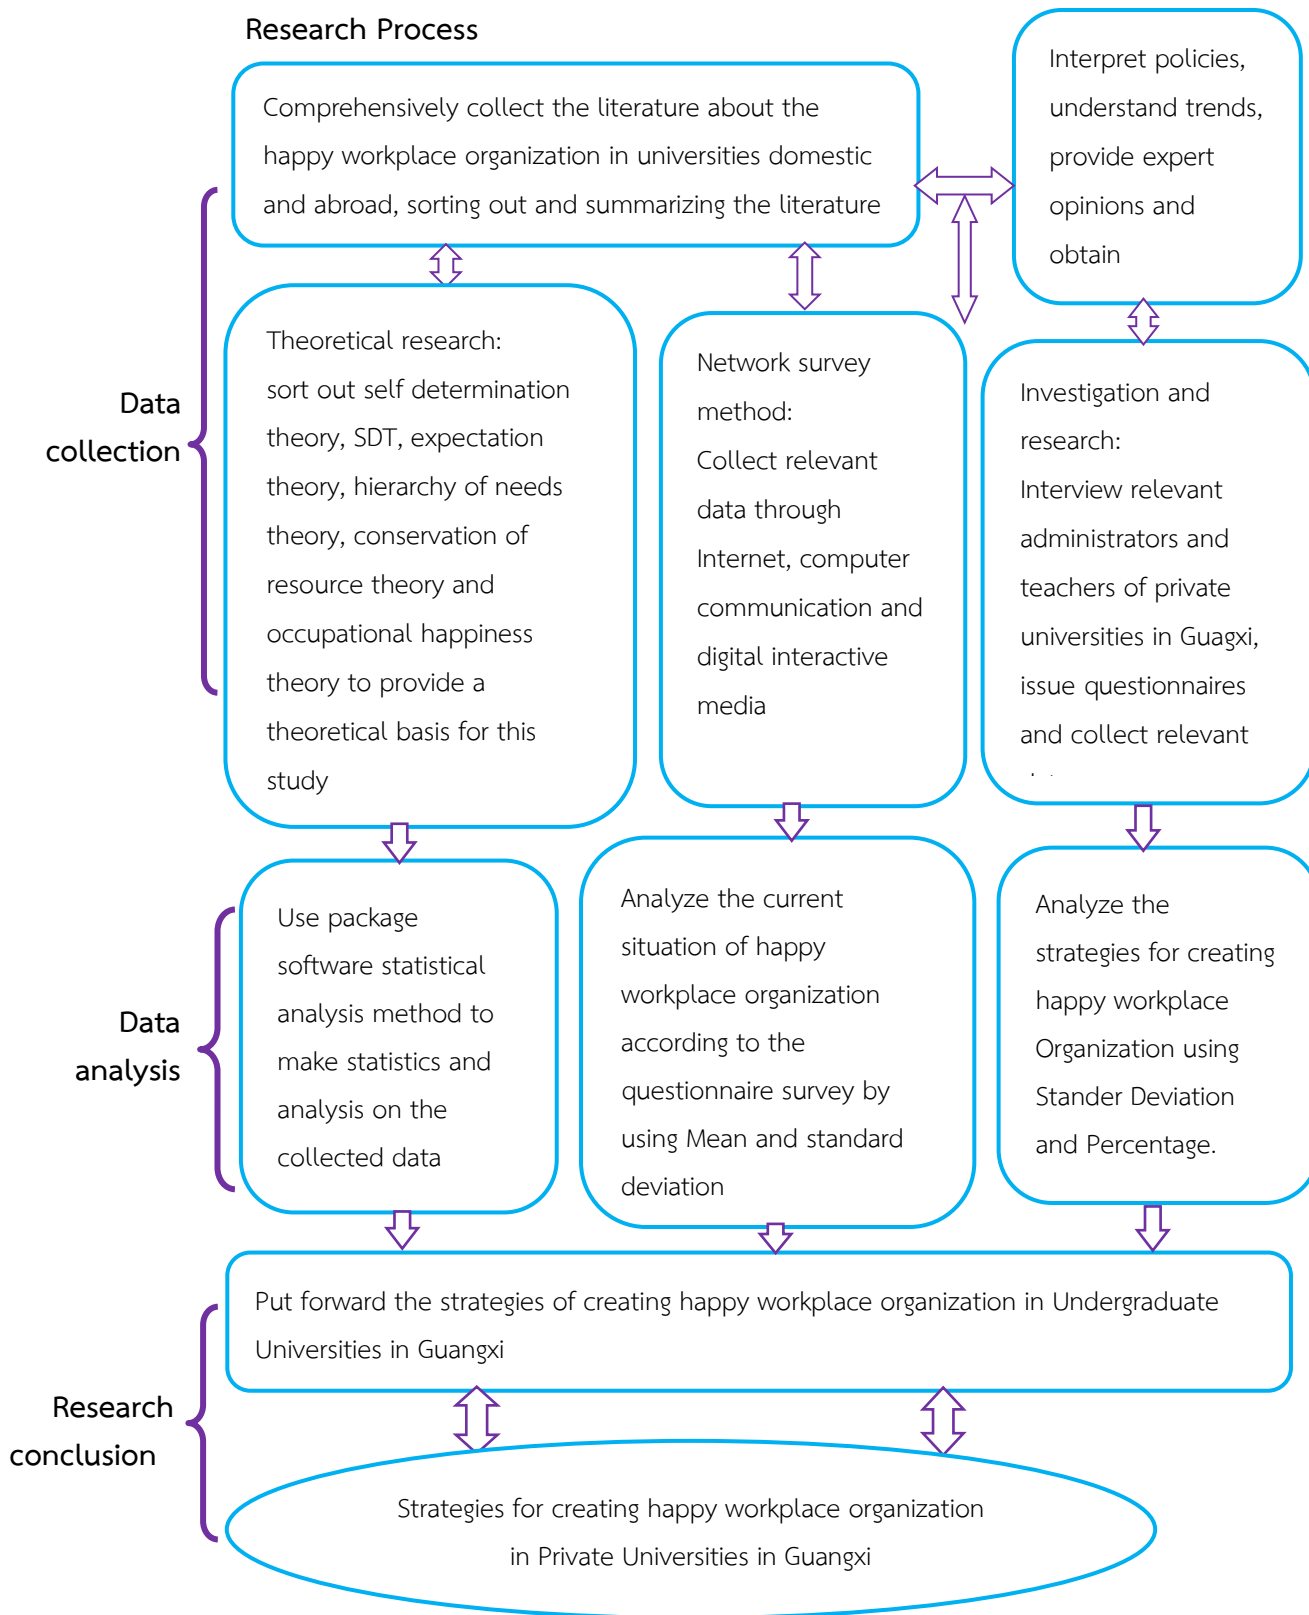 Research Process
Comprehensively collect the literature about the
happy workplace organization in universities domestic
and abroad, sorting out and summarizing the literature
Interpret policies,
understand trends,
provide expert
opinions and
obtain
Data
collection
Theoretical research:
sort out self determination
theory, SDT, expectation
theory, hierarchy of needs
theory, conservation of
resource theory and
occupational happiness
theory to provide a
theoretical basis for this
study
Network survey
method:
Collect relevant
data through
Internet, computer
communication and
digital interactive
media
Investigation and
research:
Interview relevant
administrators and
teachers of private
universities in Guagxi,
issue questionnaires
and collect relevant
Data
analysis
Use package
software statistical
analysis method to
make statistics and
analysis on the
collected data
Analyze the current
situation of happy
workplace organization
according to the
questionnaire survey by
using Mean and standard
deviation
Analyze the
strategies for creating
happy workplace
Organization using
Stander Deviation
and Percentage.
Research
conclusion
Put forward the strategies of creating happy workplace organization in Undergraduate
Universities in Guangxi
Strategies for creating happy workplace organization
in Private Universities in Guangxi